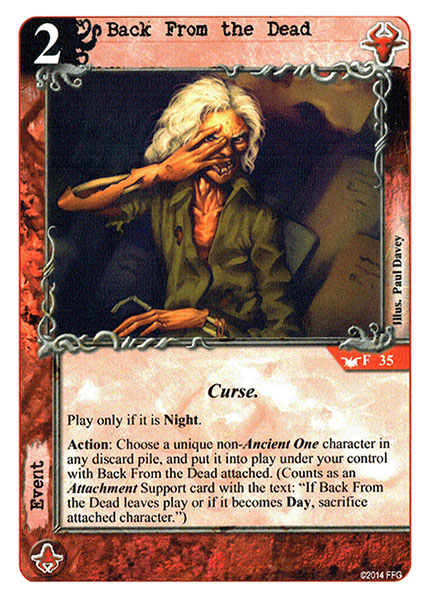 2
Back From the Dead
Illus. Paul Davey
F 35
Curse.
Play only if it is Night.
Action: Choose a unique non-Ancient One character in
any discard pile, and put it into play under your control
with Back From the Dead attached. (Counts as an
Attachment Support card with the text: “If Back From
the Dead leaves play or if it becomes Day, sacrifice
attached character.”)
Event
©2014 FFG